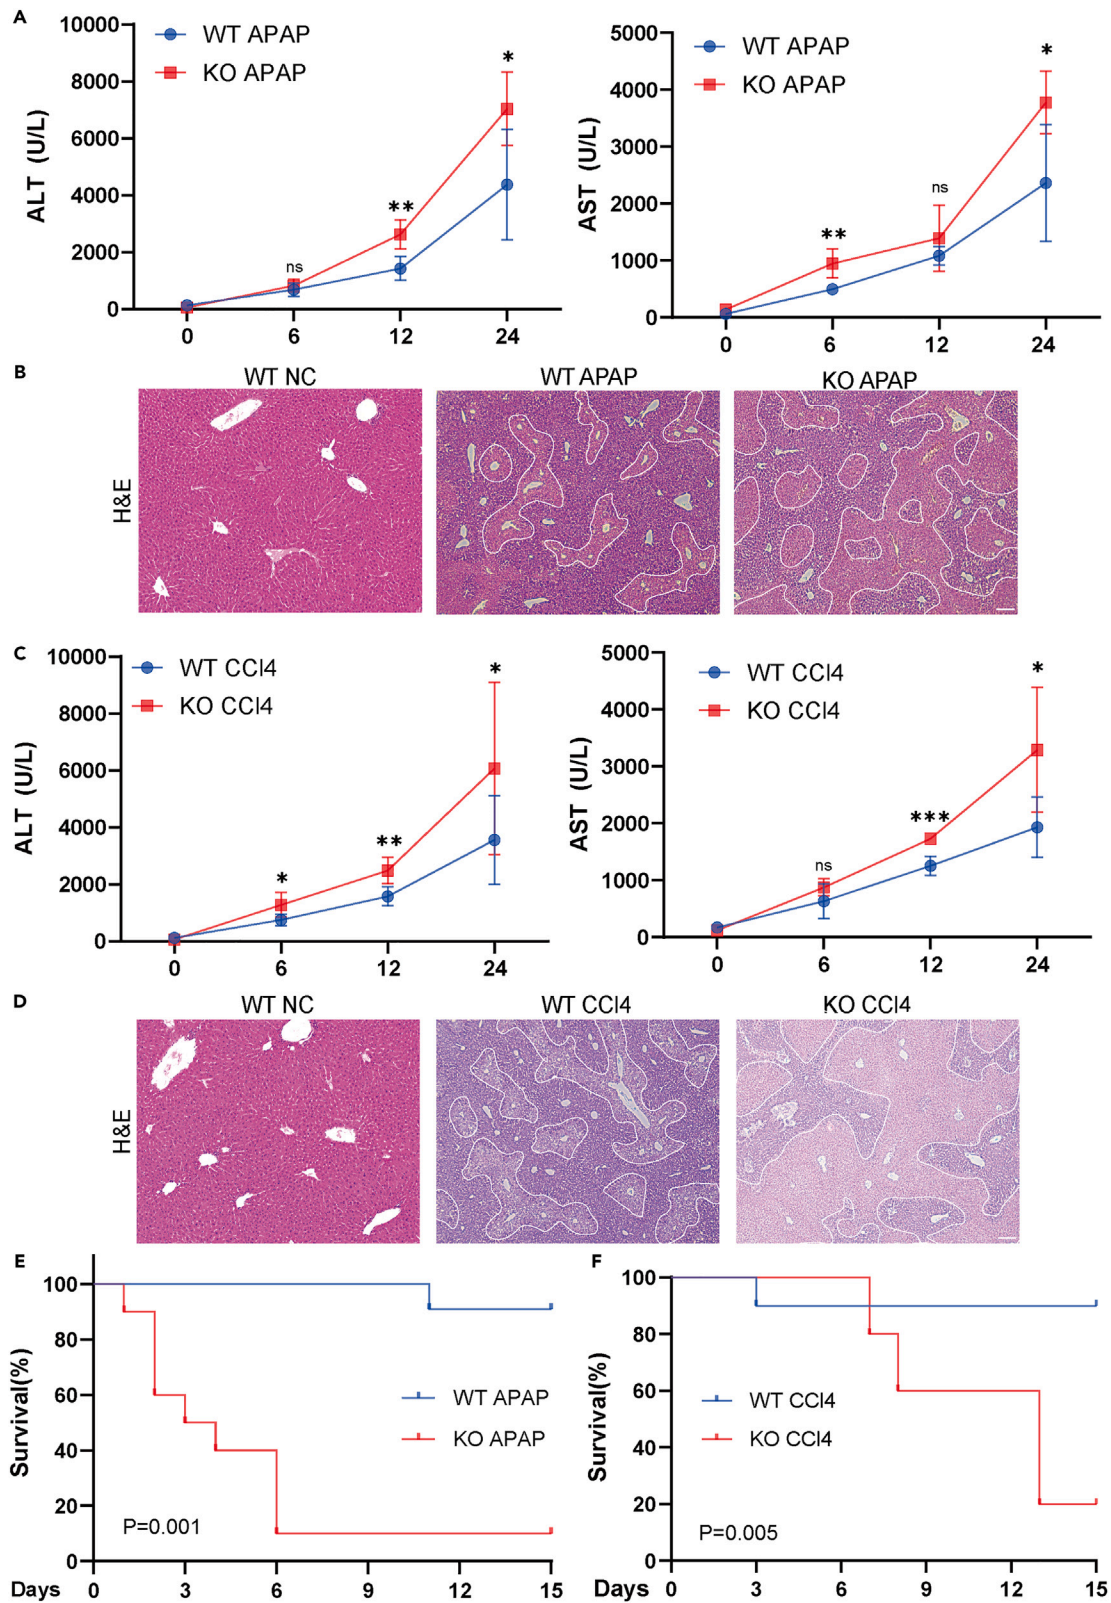 A
10000
8000
6000
4000
2000
0
ALT (U/L)
WT APAP
KO APAP
ns
**
*
0 6 12 24
5000
4000
3000
2000
1000
0
AST (U/L)
WT APAP
KO APAP
**
ns
*
0 6 12 24
B
WT NC WT APAP KO APAP
H&E
C
10000
8000
6000
4000
2000
0
ALT (U/L)
WT CCl4
KO CCl4
*
**
*
0 6 12 24
5000
4000
3000
2000
1000
0
AST (U/L)
WT CCl4
KO CCl4
ns
***
*
0 6 12 24
D
WT NC WT CCl4 KO CCl4
H&E
E
100
80
60
40
20
0
Survival(%)
WT APAP
KO APAP
P=0.001
Days 0 3 6 9 12 15
F
100
80
60
40
20
0
Survival(%)
WT CCl4
KO CCl4
P=0.005
Days 0 3 6 9 12 15